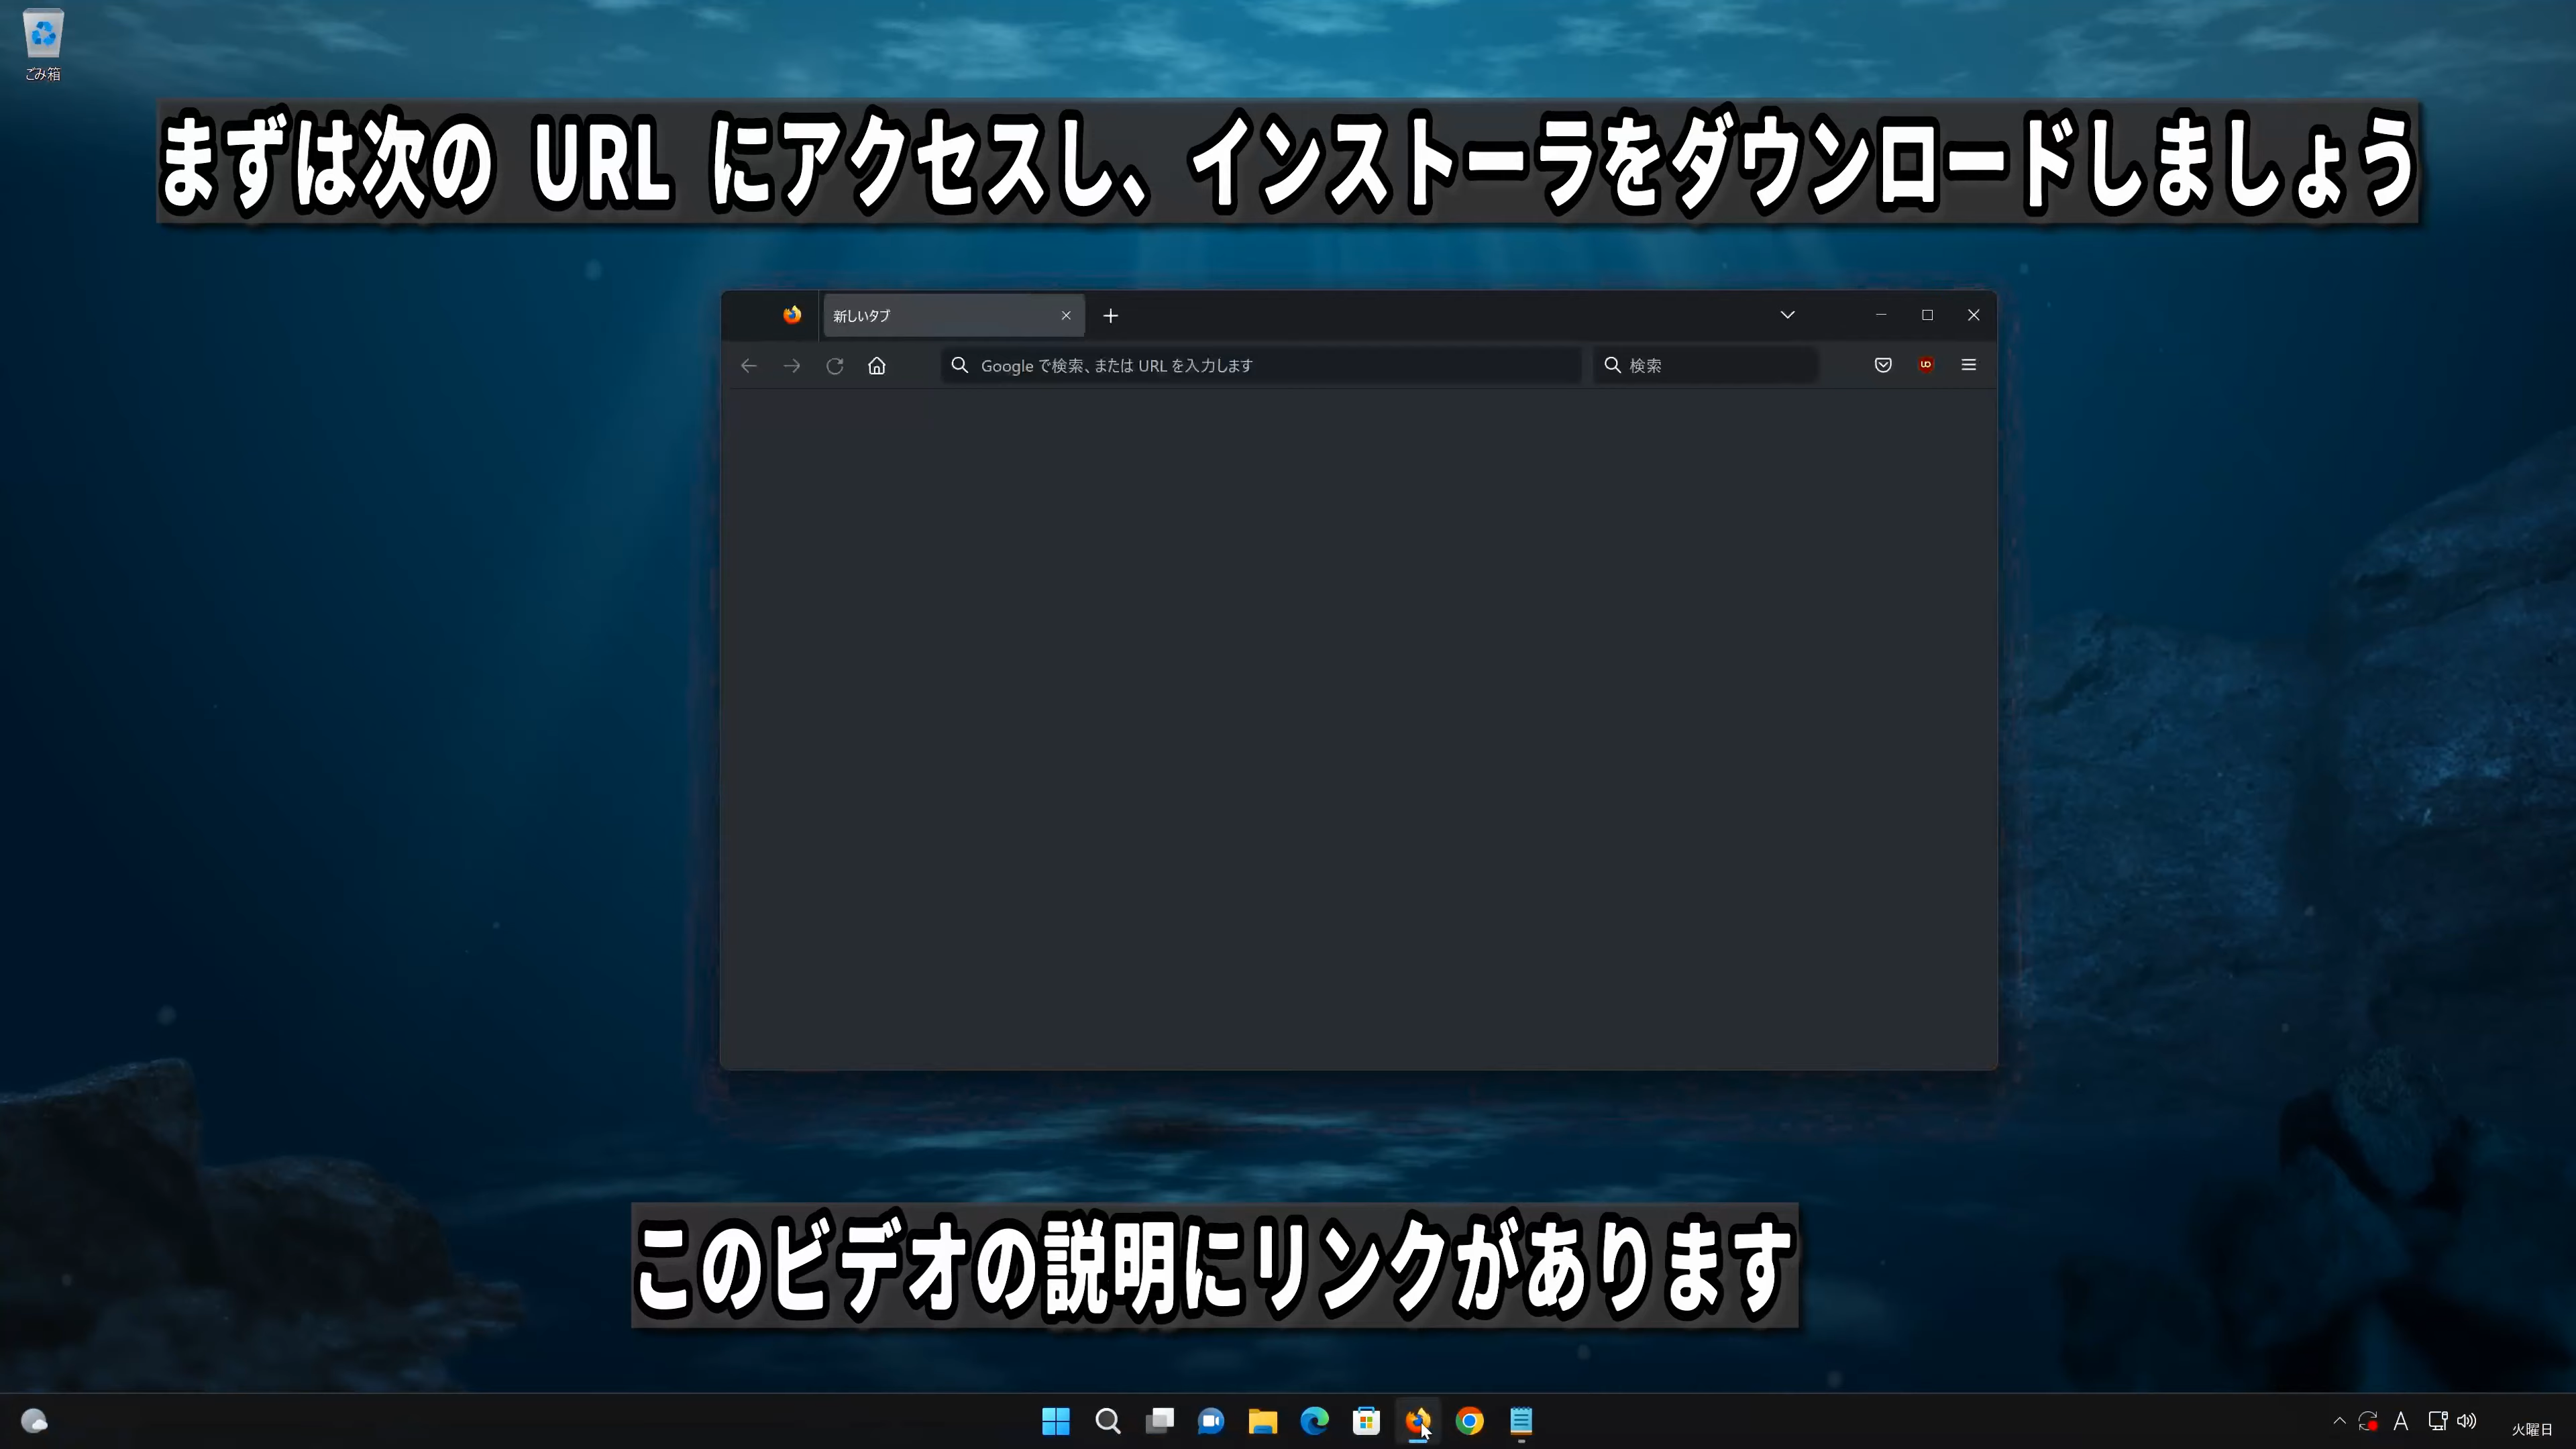 ごみ箱
まずは次の URL にアクセスし、インストーラをダウンロードしましょう
新しいタブ
Google で検索、または URL を入力します
検索
このビデオの説明にリンクがあります
A
火曜日